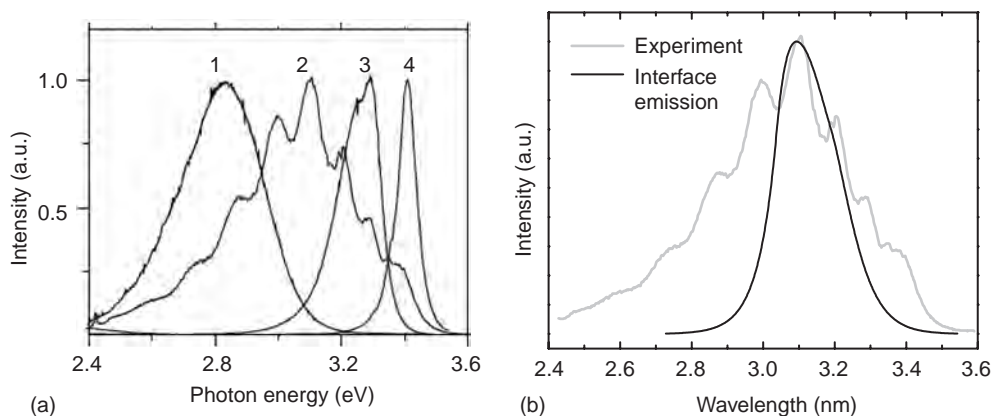 1 2 3 4
1.0
0.5
Intensity (a.u.)
2.4 2.8 3.2 3.6
Photon energy (eV)
(a)
Experiment
Interface
emission
Intensity (a.u.)
2.4 2.6 2.8 3.0 3.2 3.4 3.6
Wavelength (nm)
(b)